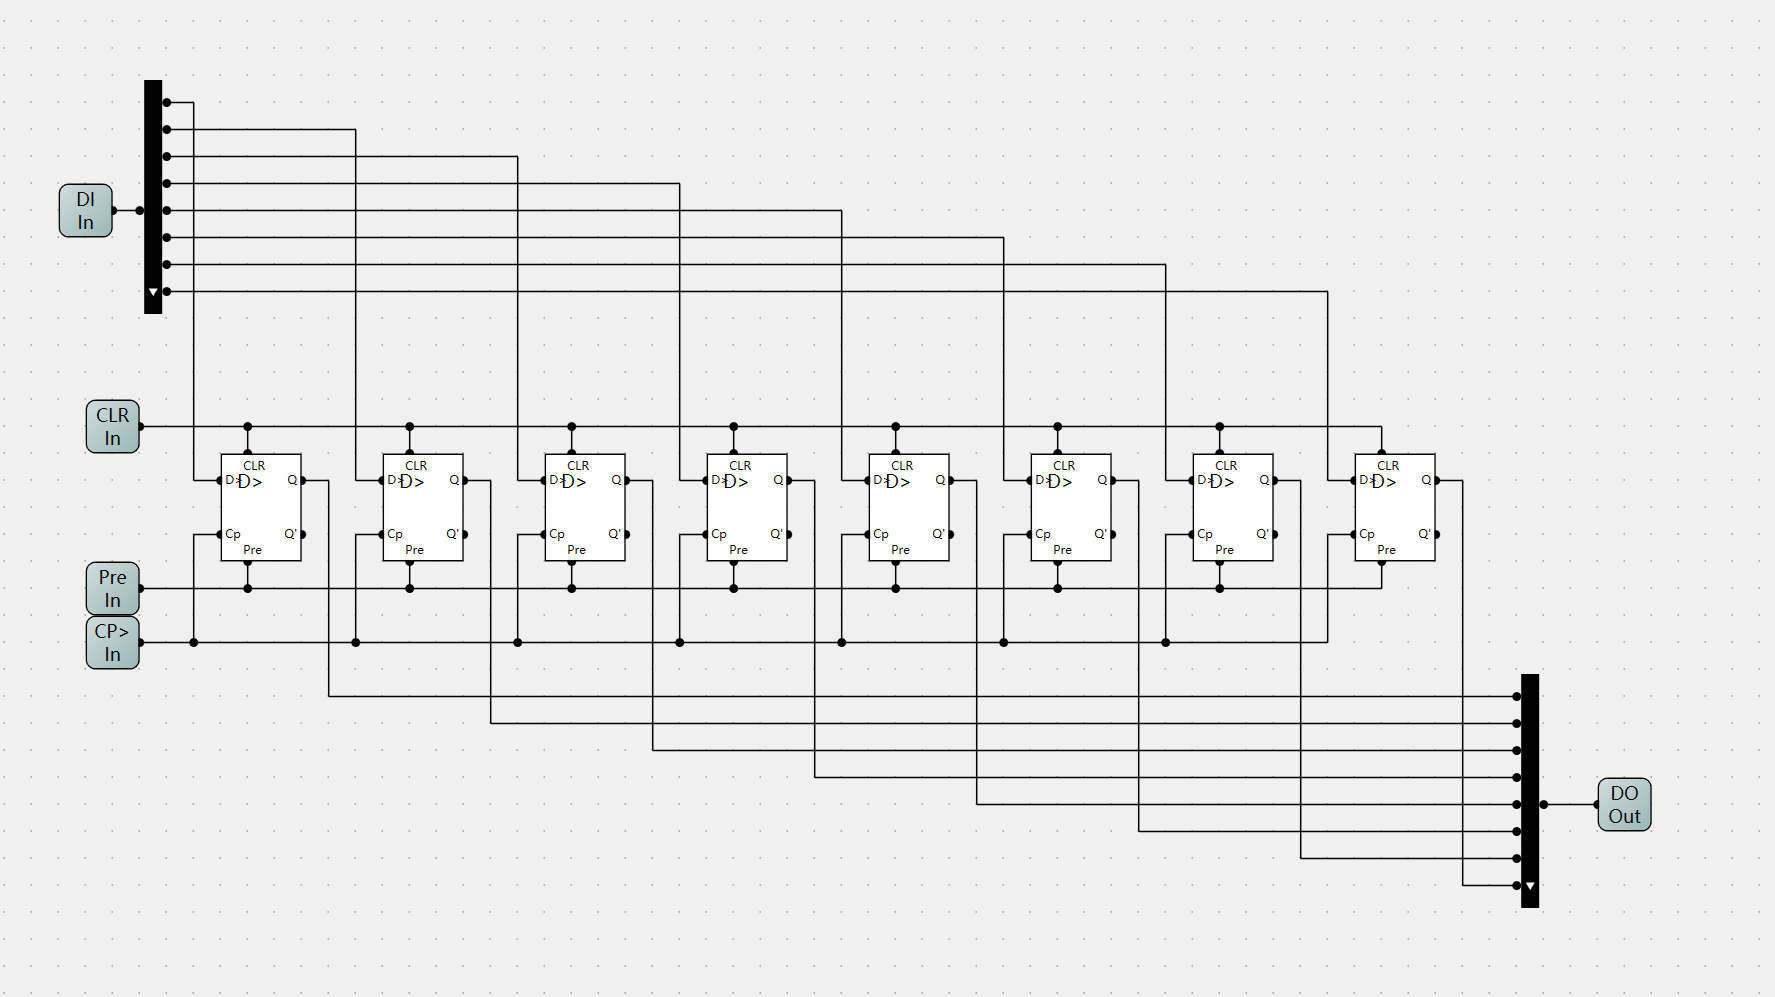 DI
In
CLR
In
CLR CLR CLR CLR CLR CLR CLR CLR
D> D> Q D> D> Q D> D> Q D> D> Q D> D> Q D> D> Q D> D> Q D> D> Q
Cp Q' Cp Q' Cp Q' Cp Q' Cp Q' Cp Q' Cp Q' Cp Q'
Pre Pre Pre Pre Pre Pre Pre Pre
Pre
In
CP>
In
DO
Out